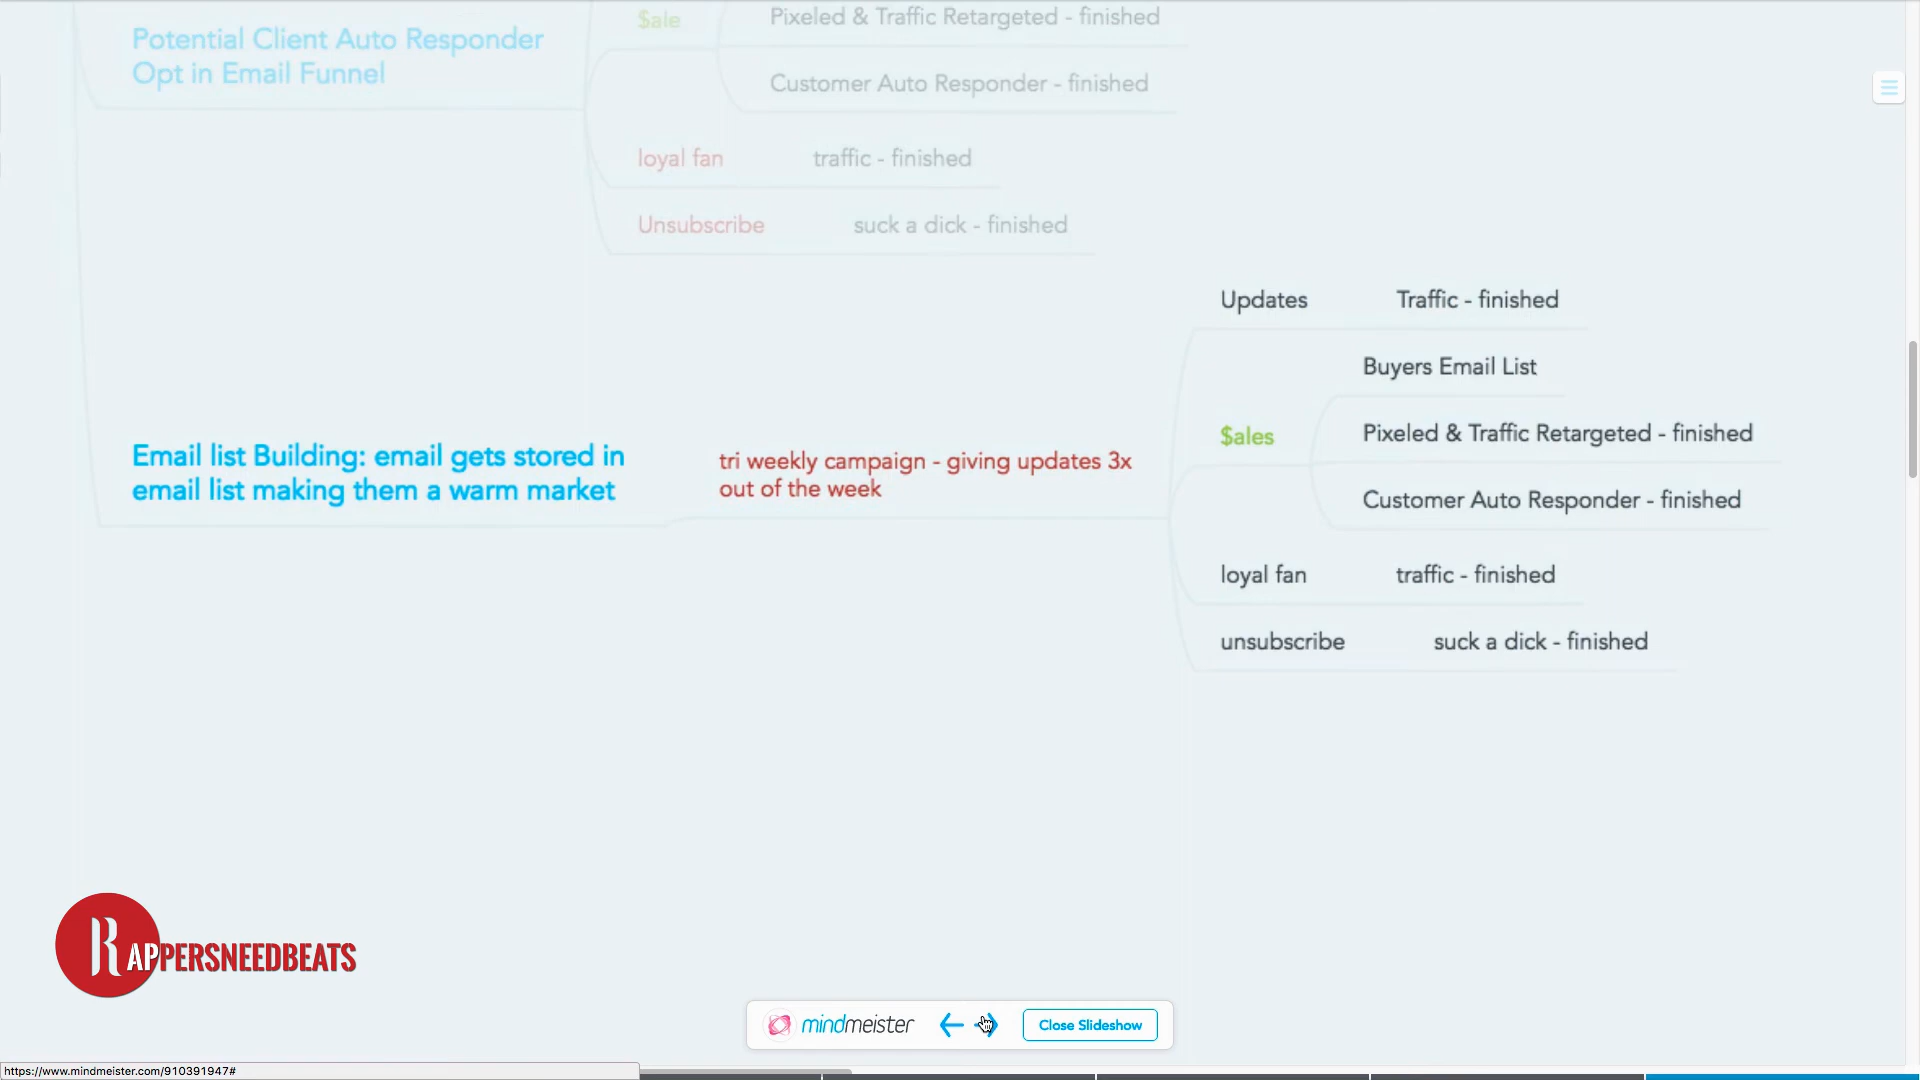 $ale
Pixeled & Traffic Retargeted - finished
Potential Client Auto Responder
Opt in Email Funnel
Customer Auto Responder - finished
loyal fan
traffic - finished
Unsubscribe
suck a dick - finished
Updates
Traffic - finished
Buyers Email List
$ales
Pixeled & Traffic Retargeted - finished
Customer Auto Responder - finished
Email list Building: email gets stored in
email list making them a warm market
tri weekly campaign - giving updates 3x
out of the week
loyal fan
traffic - finished
unsubscribe
suck a dick - finished
RAPPERSNEEDBEATS
mindmeister
Close Slideshow
https://www.mindmeister.com/910391947#